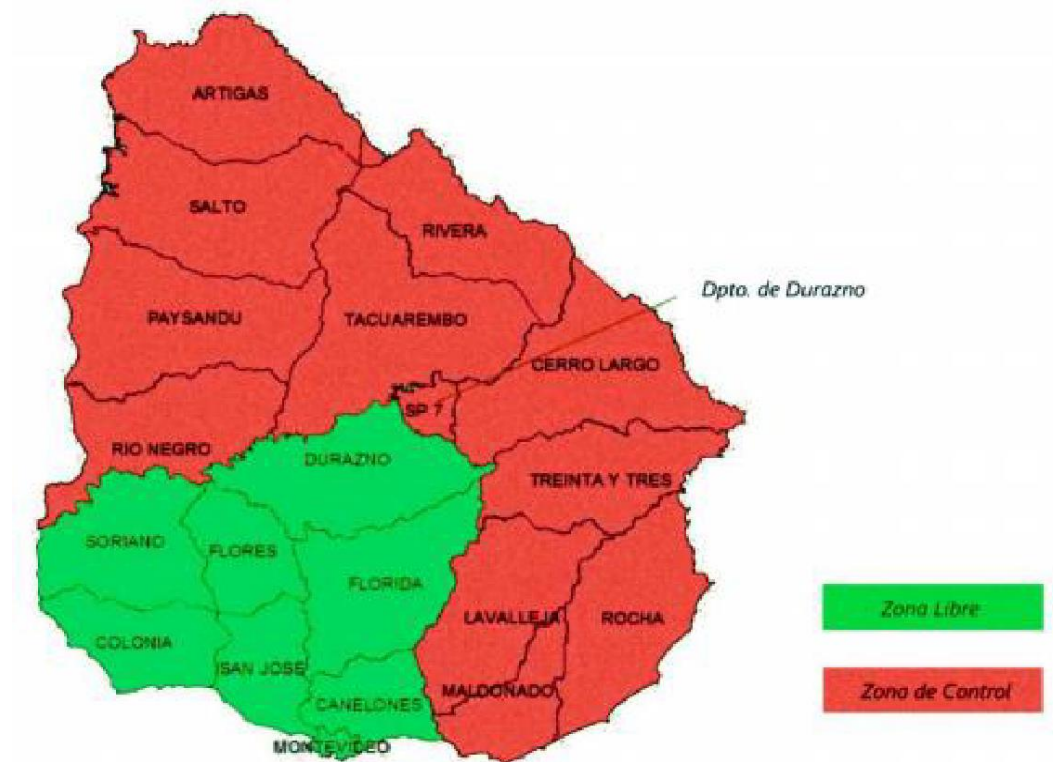 ARTIGAS
SALTO
RIVERA
Dpto. de Durazno
PAYSANDU
TACUAREMBO
CERRO LARGO
SP 7
RIO NEGRO
DURAZNO
TREINTA Y TRES
SORIANO
FLORES
FLORIDA
Zona Libre
COLONIA
LAVALLEJA
ROCHA
SAN JOSE
MALDONADO
Zona de Control
CANELONES
MONTEVIDEO